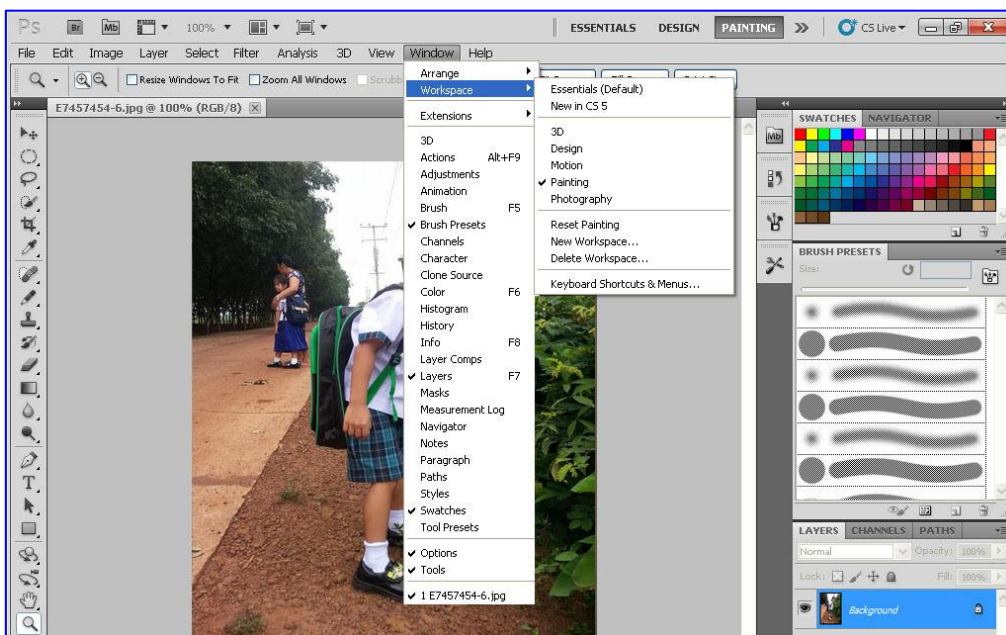 Ps Br Mb 100% ESSENTIALS DESIGN PAINTING CS Live
File Edit Image Layer Select Filter Analysis 3D View Window Help
Resize Windows To Fit Zoom All Windows
E7457454-6.jpg @ 100% (RGB/8)
Arrange
Workspace
Extensions
3D
Actions Alt+F9
Adjustments
Animation
Brush F5
Brush Presets
Channels
Character
Clone Source
Color F6
Histogram
History
Info F8
Layer Comps
Layers F7
Masks
Measurement Log
Navigator
Notes
Paragraph
Paths
Styles
Swatches
Tool Presets
Options
Tools
1 E7457454-6.jpg
Essentials (Default)
New in CS 5
3D
Design
Motion
Painting
Photography
Reset Painting
New Workspace...
Delete Workspace...
Keyboard Shortcuts & Menus...
Mb
SWATCHES NAVIGATOR
BRUSH PRESETS
Size:
LAYERS CHANNELS PATHS
Normal Opacity: 100%
Lock: Fill: 100%
Background